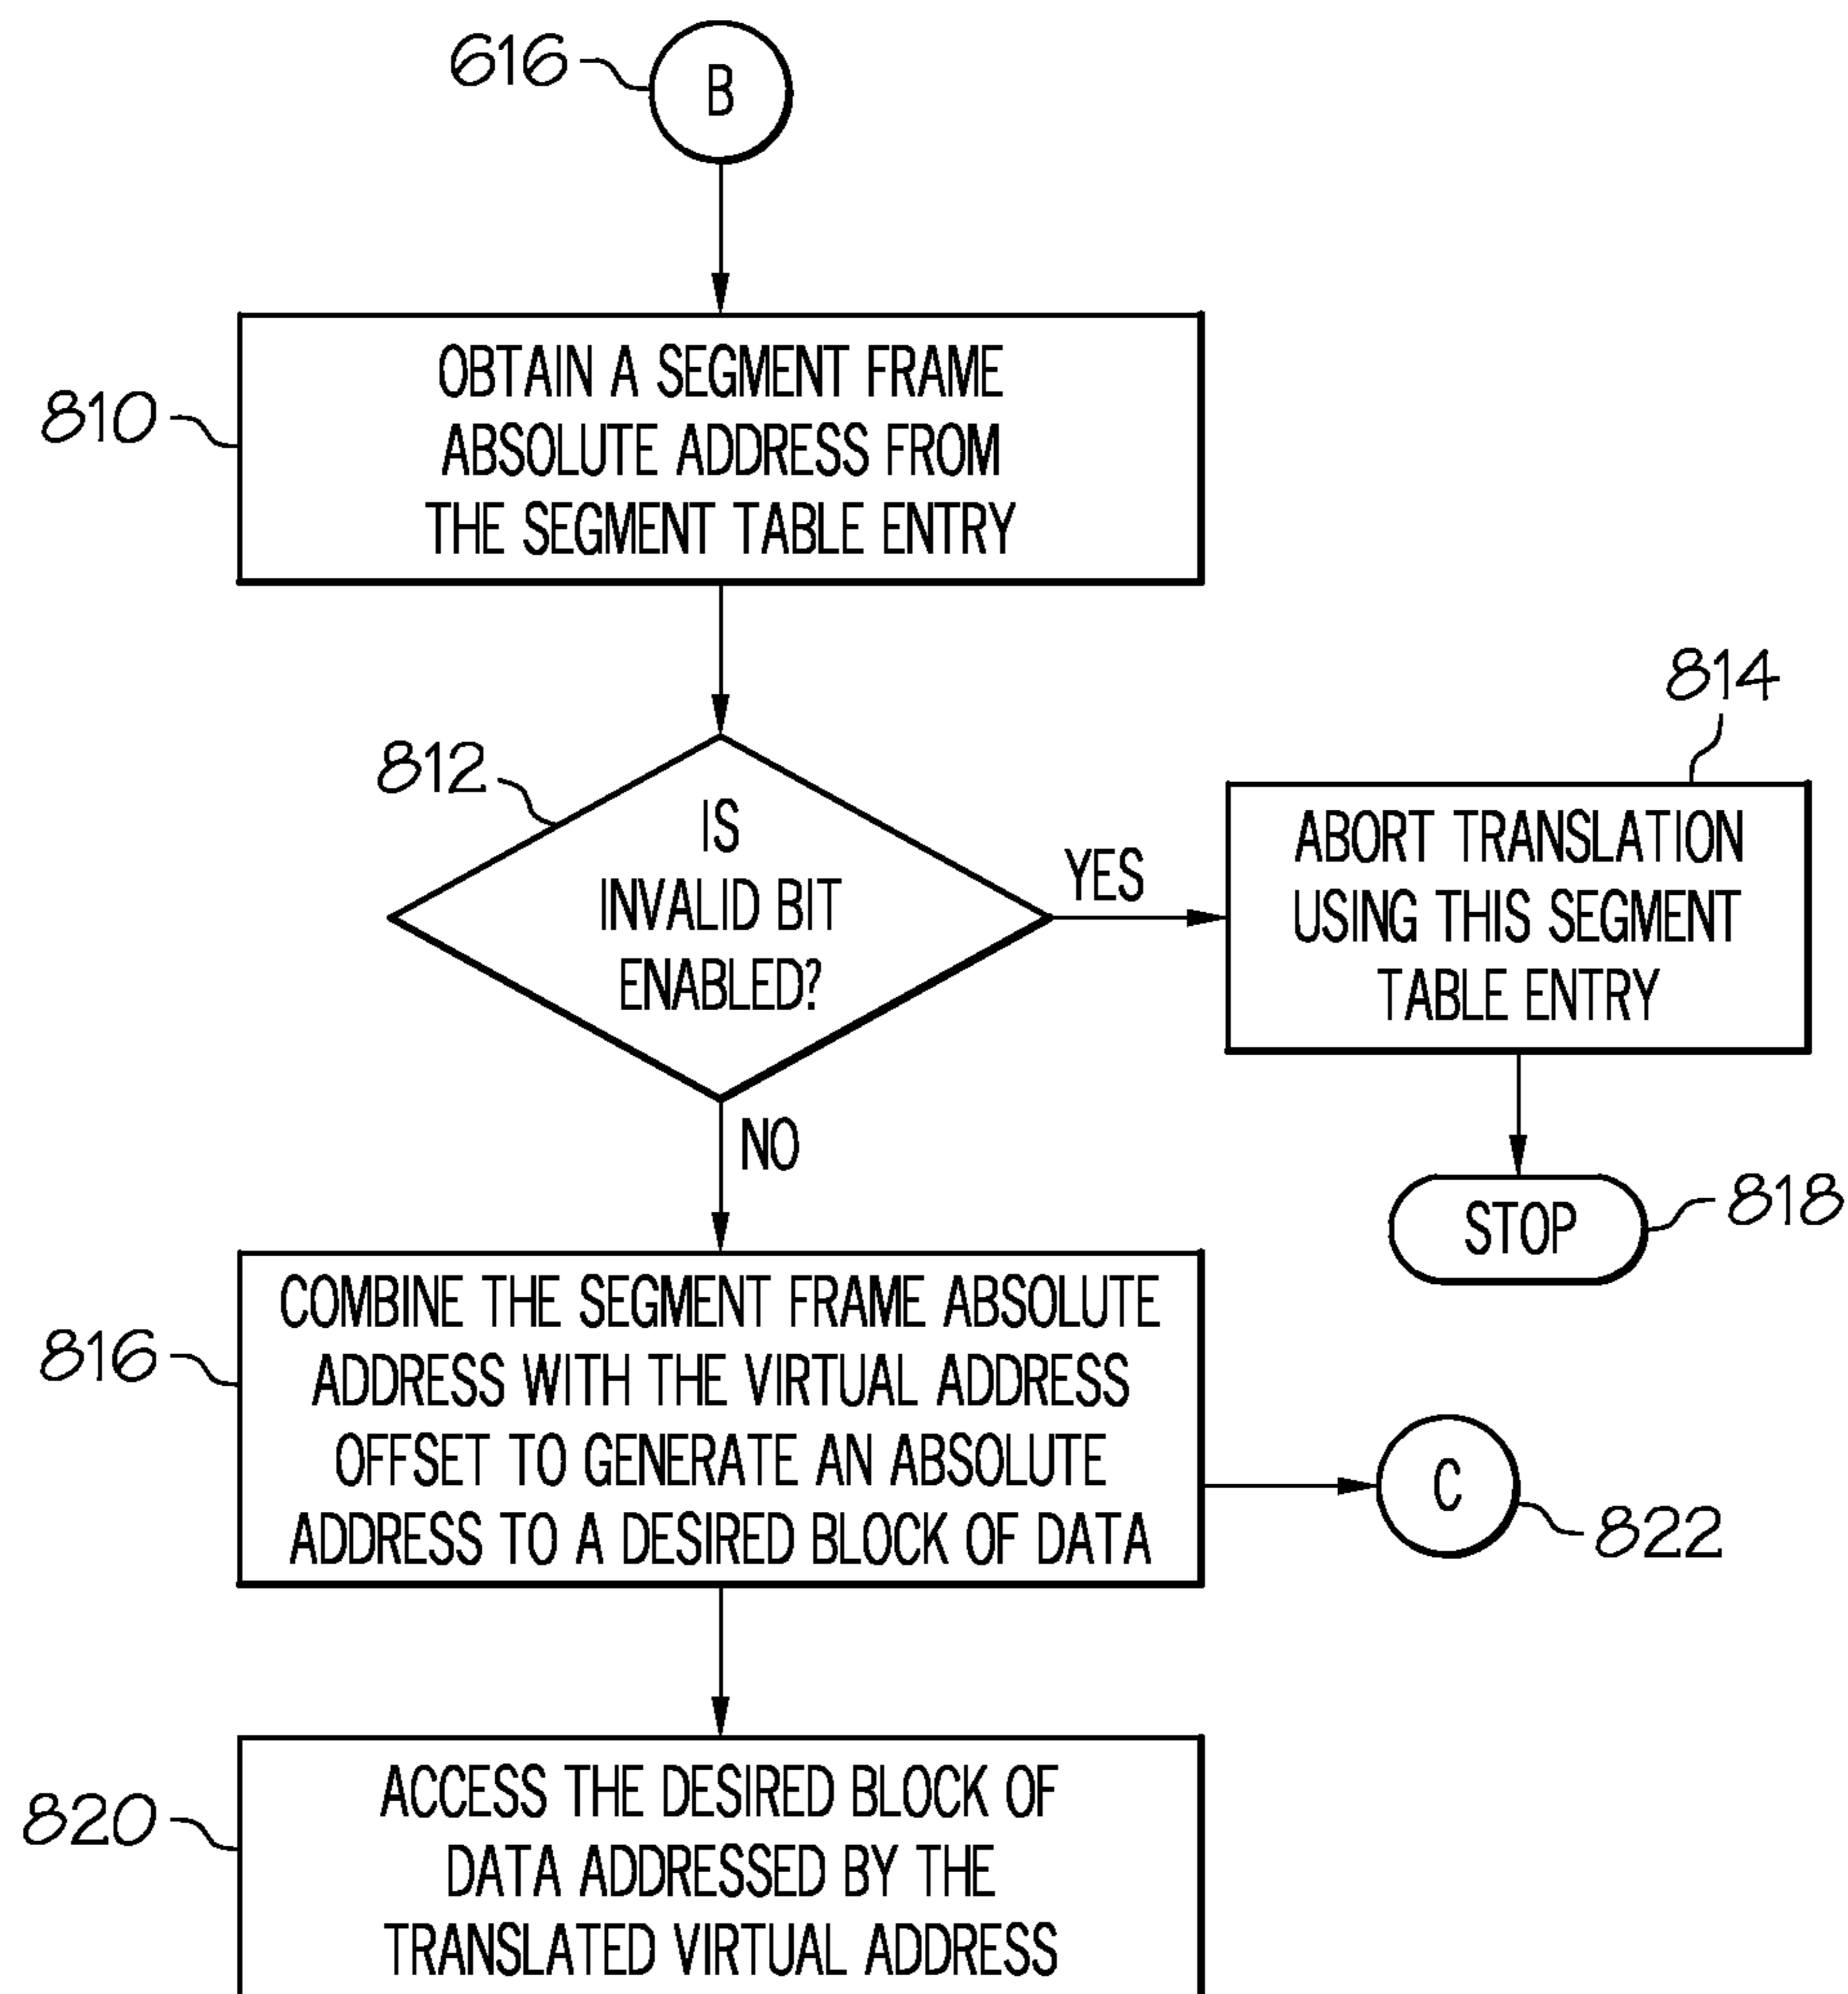 616
B
810
OBTAIN A SEGMENT FRAME
ABSOLUTE ADDRESS FROM
THE SEGMENT TABLE ENTRY
812
IS
INVALID BIT
ENABLED?
YES
NO
814
ABORT TRANSLATION
USING THIS SEGMENT
TABLE ENTRY
STOP
818
816
COMBINE THE SEGMENT FRAME ABSOLUTE
ADDRESS WITH THE VIRTUAL ADDRESS
OFFSET TO GENERATE AN ABSOLUTE
ADDRESS TO A DESIRED BLOCK OF DATA
C
822
820
ACCESS THE DESIRED BLOCK OF
DATA ADDRESSED BY THE
TRANSLATED VIRTUAL ADDRESS